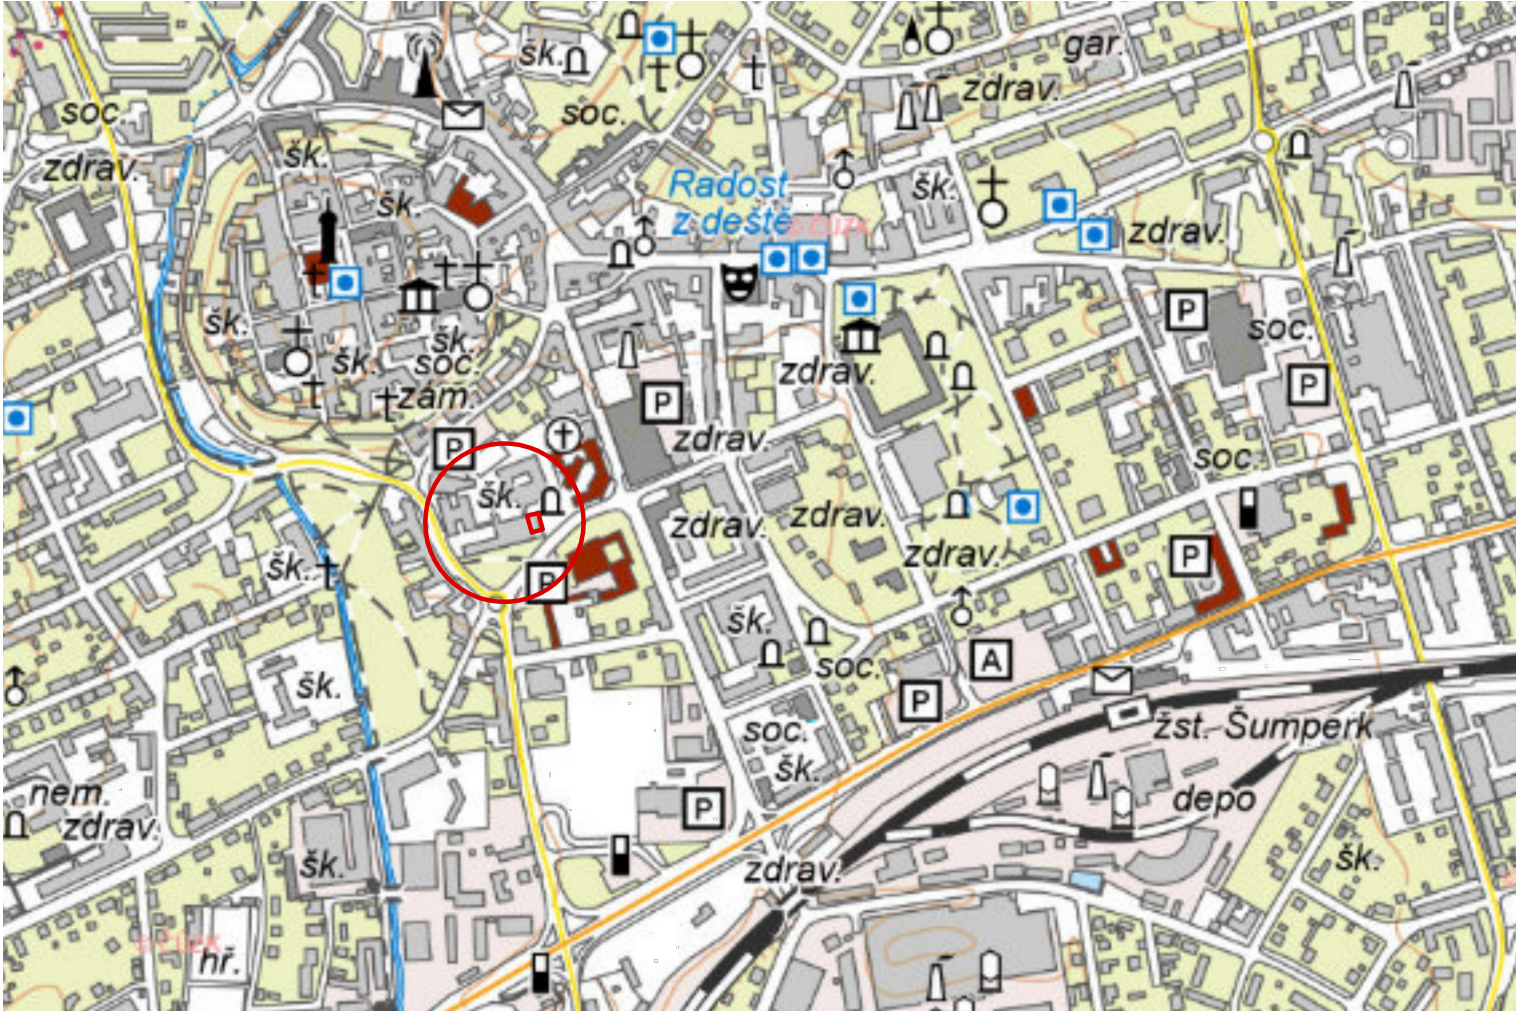 šk.
gar.
zdrav.
soc.
soc.
šk.
zdrav.
Radost
z deště
© ČÚZK
šk.
šk.
zdrav.
šk.
P
soc.
šk.
šk.
soc.
zdrav.
P
zám.
P
zdrav.
P
soc.
šk.
zdrav.
zdrav.
zdrav.
P
šk.
P
šk.
soc.
A
šk.
P
soc.
žst. Šumperk
šk.
nem.
P
depo
zdrav.
šk.
šk.
zdrav.
© ČÚZK
hř.